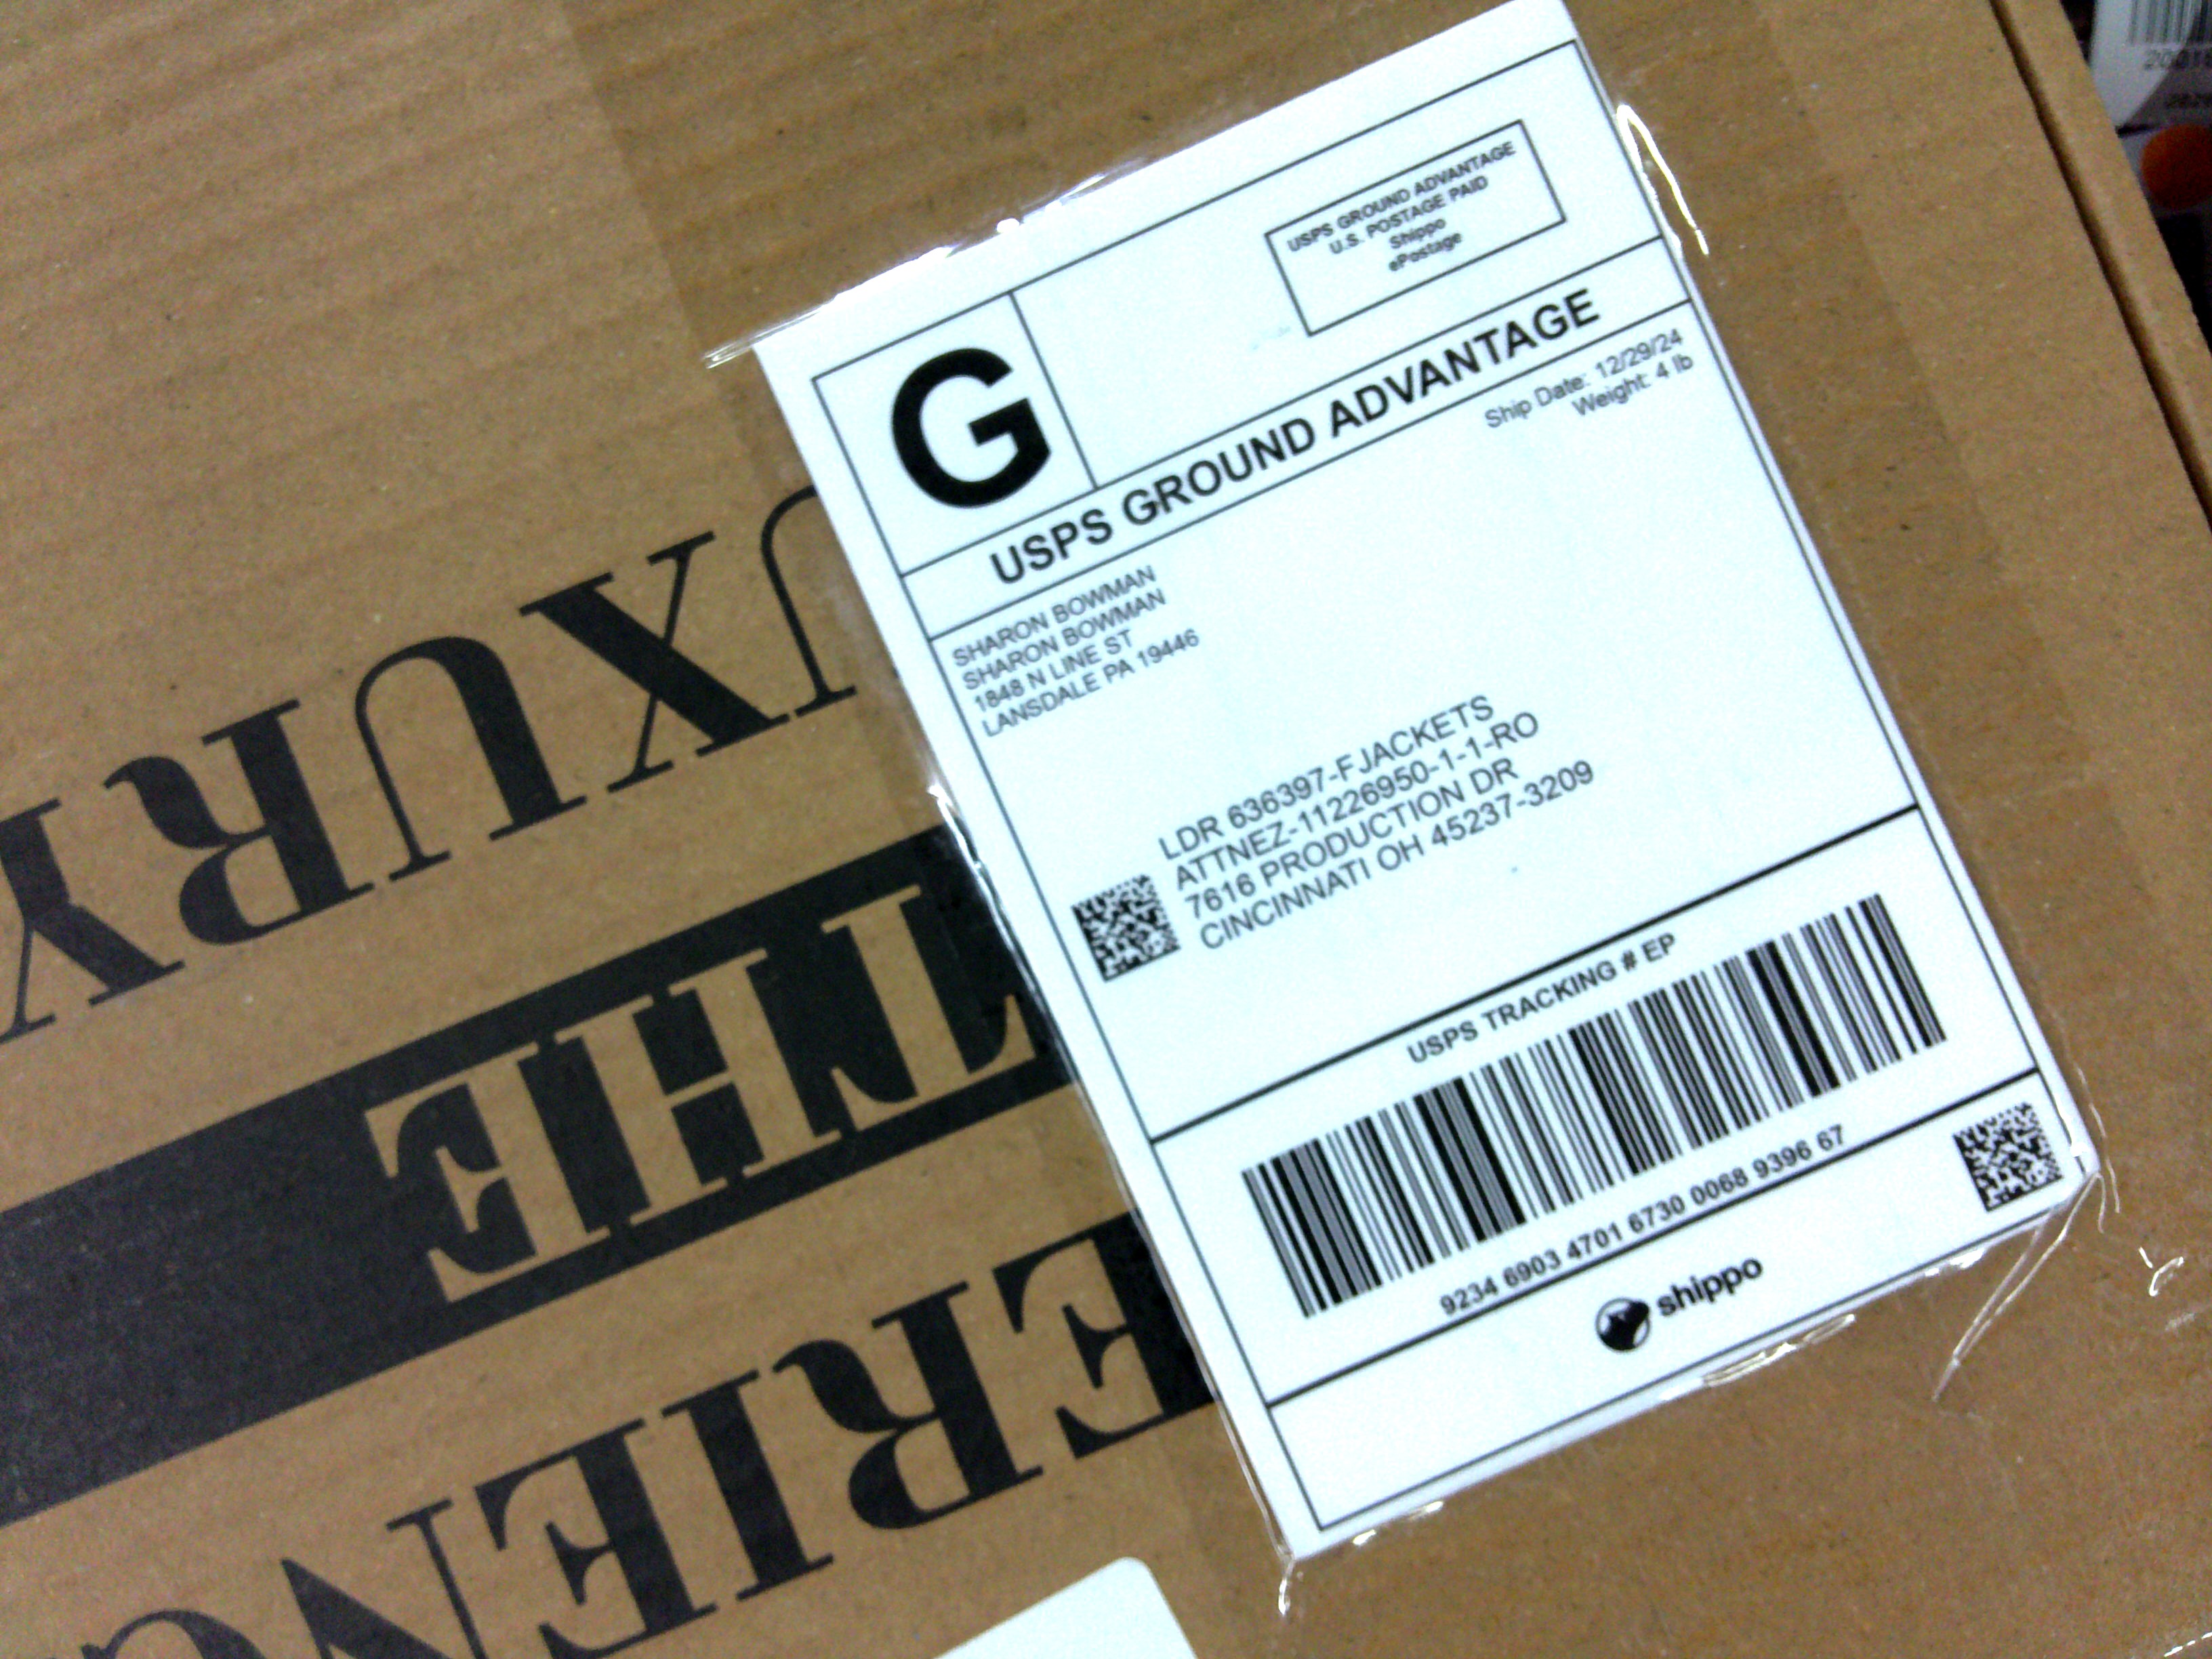 USPS GROUND ADVANTAGE
U.S. POSTAGE PAID
Shippo
ePostage
G
USPS GROUND ADVANTAGE
Ship Date: 12/29/24
Weight: 4 lb
SHARON BOWMAN
SHARON BOWMAN
1848 N LINE ST
LANSDALE PA 19446
LDR 636397-FJACKETS
ATTNEZ-11226950-1-1-RO
7616 PRODUCTION DR
CINCINNATI OH 45237-3209
USPS TRACKING # EP
9234 6903 4701 6730 0068 9396 67
shippo
ERIENC
THE
UXURY